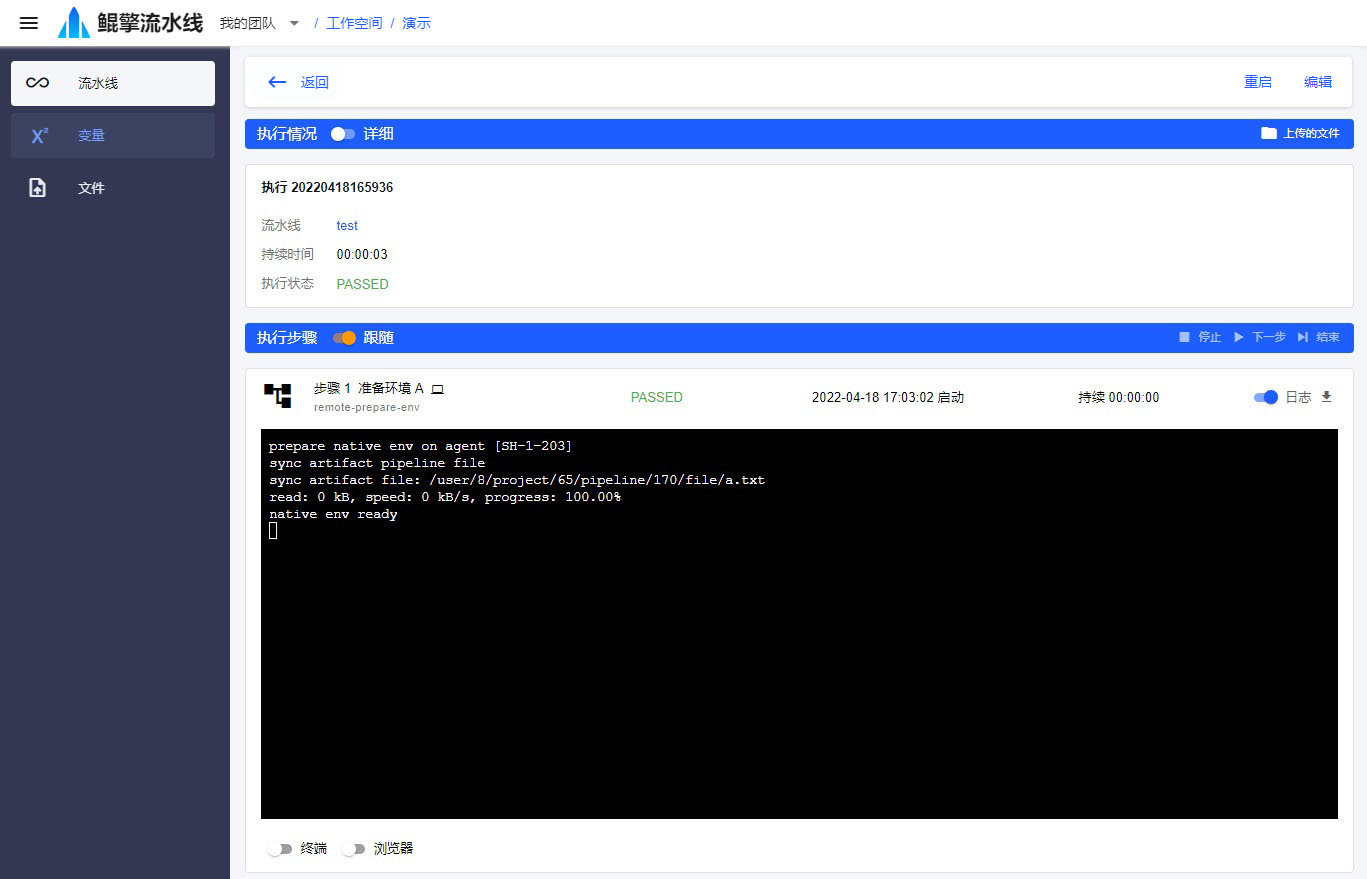 鲲擎流水线 我的团队 / 工作空间 / 演示
流水线
X² 变量
文件
返回 重启 编辑
执行情况 详细 上传的文件
执行 20220418165936
流水线 test
持续时间 00:00:03
执行状态 PASSED
执行步骤 跟随 停止 下一步 结束
步骤 1 准备环境 A PASSED 2022-04-18 17:03:02 启动 持续 00:00:00 日志
remote-prepare-env
prepare native env on agent [SH-1-203]
sync artifact pipeline file
sync artifact file: /user/8/project/65/pipeline/170/file/a.txt
read: 0 kB, speed: 0 kB/s, progress: 100.00%
native env ready
终端 浏览器